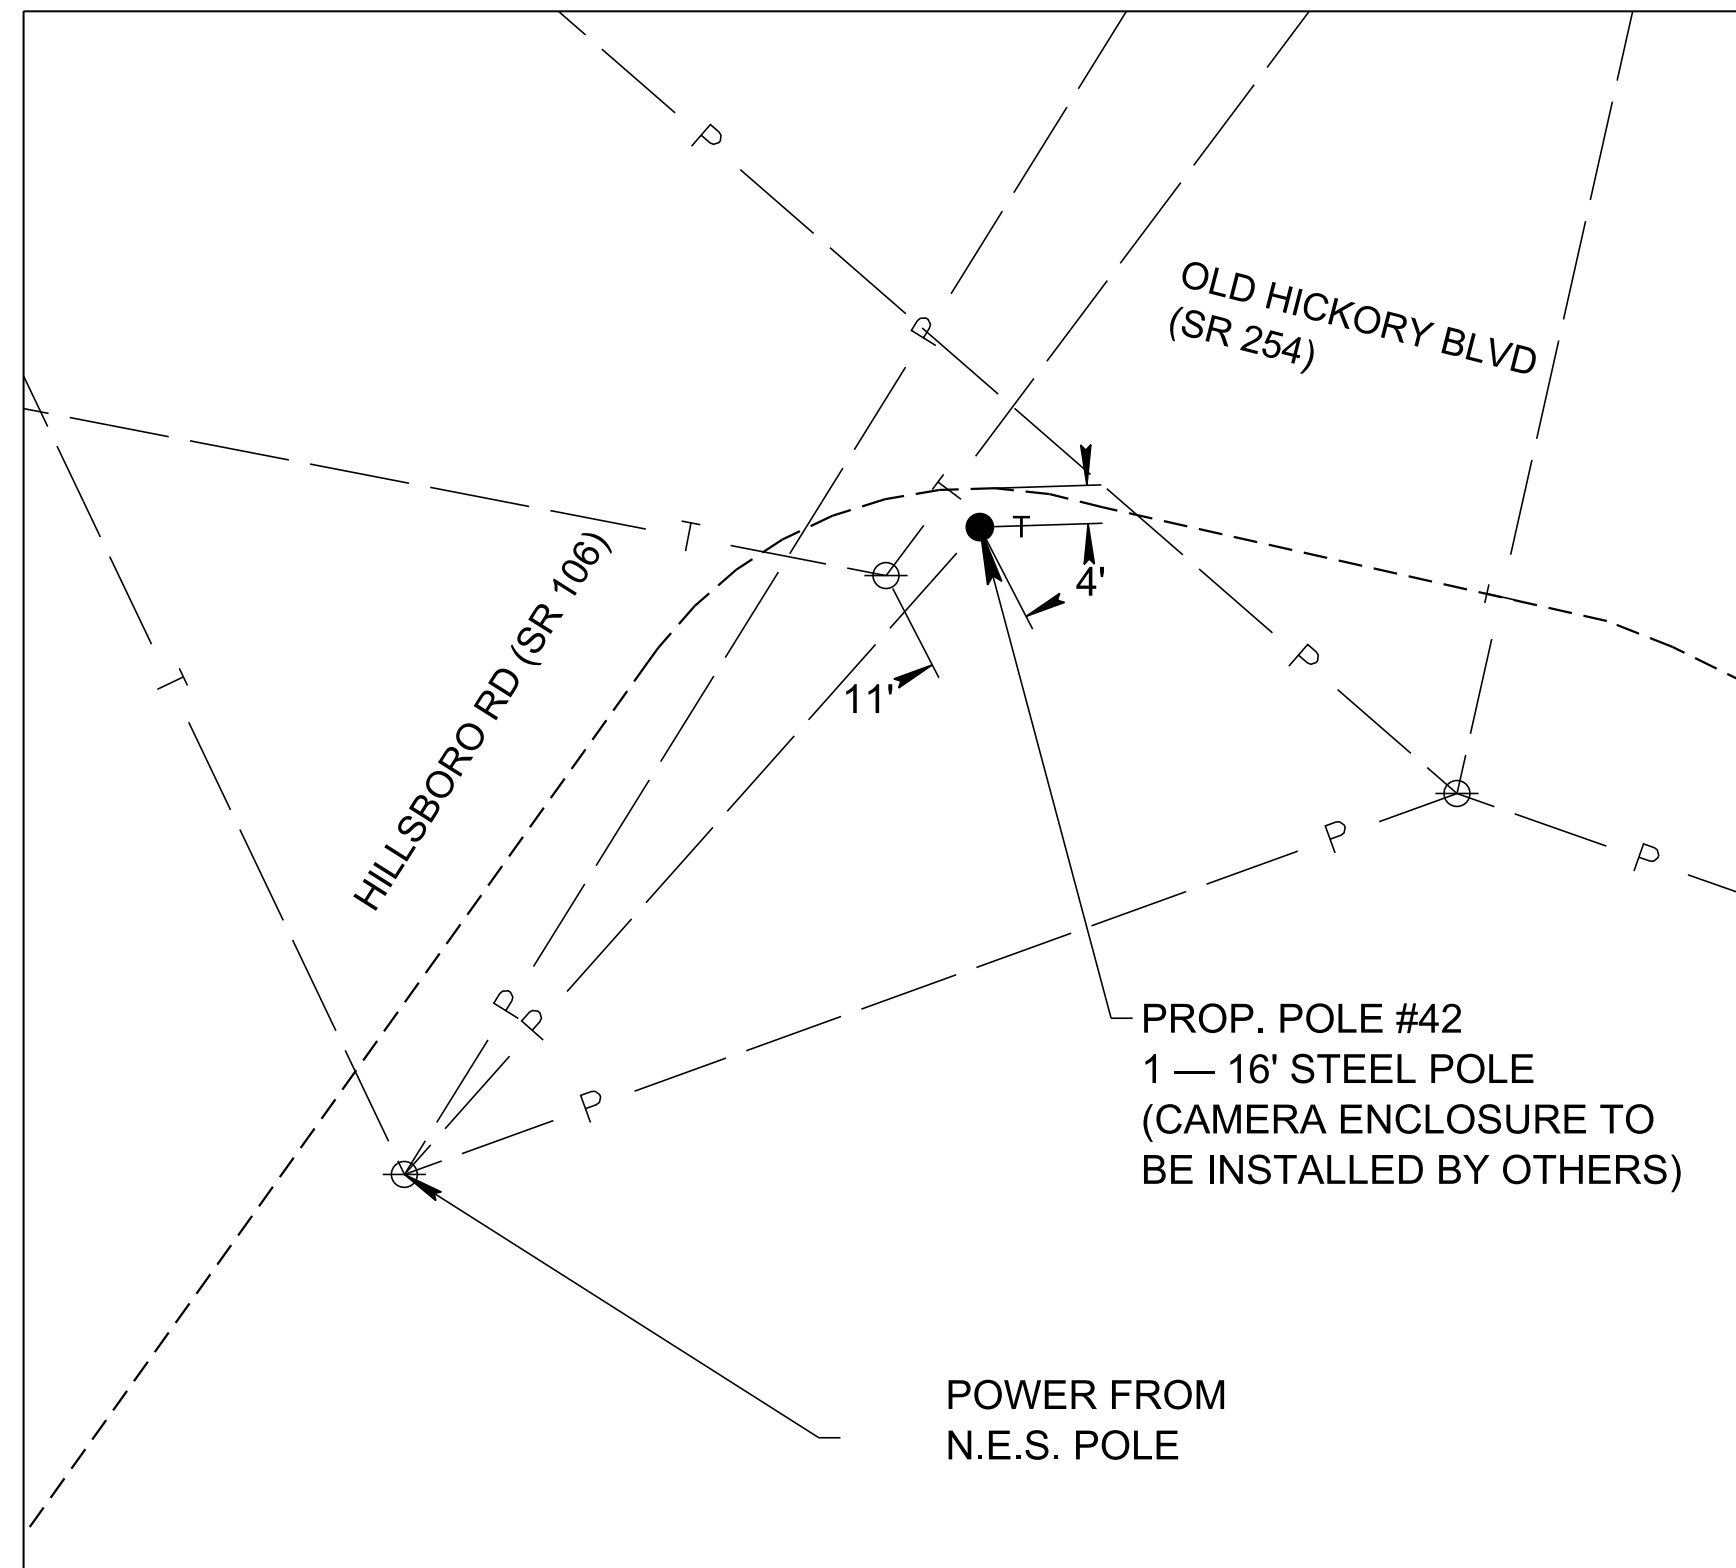 P
P
OLD HICKORY BLVD
(SR 254)
T
T
T
T
4'
T
HILLSBORO RD (SR 106)
P
T
11'
P
P
P
P
PROP. POLE #42
1 — 16' STEEL POLE
(CAMERA ENCLOSURE TO
BE INSTALLED BY OTHERS)
P
POWER FROM
N.E.S. POLE